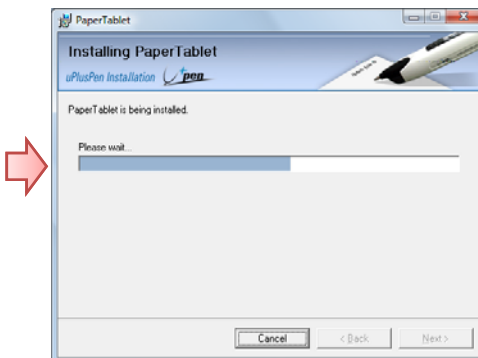 PaperTablet
Installing PaperTablet
uPlusPen Installation
pen
PaperTablet is being installed.
Please wait...
Cancel
< Back
Next >